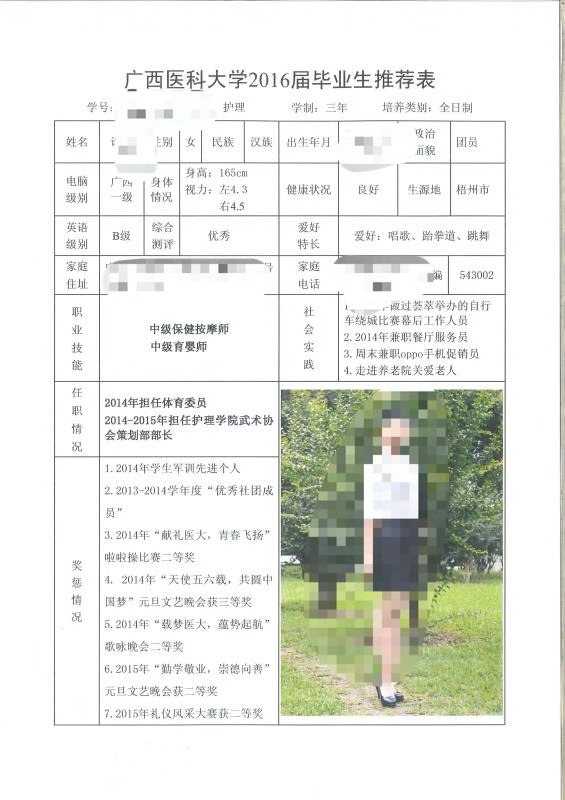 广西医科大学2016届毕业生推荐表
学号: 护理 学制: 三年 培养类别: 全日制
姓名 性别 女 民族 汉族 出生年月 政治面貌 团员
电脑级别 广西一级 身体情况 身高: 165cm
视力: 左4.3
右4.5
健康状况 良好 生源地 梧州市
英语级别 B级 综合测评 优秀 爱好特长 爱好: 唱歌、跆拳道、跳舞
家庭住址 家庭电话 编 543002
职业技能
中级保健按摩师
中级育婴师
社会实践
做过荟萃举办的自行
车绕城比赛幕后工作人员
2.2014年兼职餐厅服务员
3.周末兼职oppo手机促销员
4.走进养老院关爱老人
任职情况
2014年担任体育委员
2014-2015年担任护理学院武术协
会策划部部长
奖惩情况
1.2014年学生军训先进个人
2.2013-2014学年度“优秀社团成
员”
3.2014年“献礼医大，青春飞扬”
啦啦操比赛二等奖
4. 2014年“天使五六载，共圆中
国梦”元旦文艺晚会获三等奖
5.2014年“载梦医大，蕴势起航”
歌咏晚会二等奖
6.2015年“勤学敬业，崇德向善”
元旦文艺晚会获二等奖
7.2015年礼仪风采大赛获二等奖